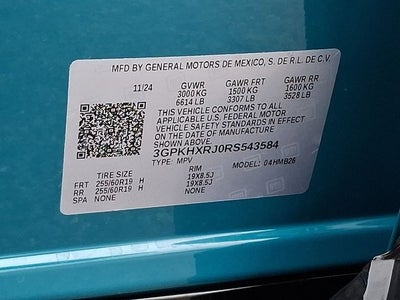 MFD BY GENERAL MOTORS DE MEXICO, S. DE R.L. DE C.V.
11/24 GVWR GAWR FRT GAWR RR
3000 KG 1500 KG 1600 KG
6614 LB 3307 LB 3528 LB
THIS VEHICLE CONFORMS TO ALL
APPLICABLE U.S. FEDERAL MOTOR
VEHICLE SAFETY STANDARDS IN EFFECT
ON THE DATE OF MANUFACTURE
SHOWN ABOVE.
3GPKHXRJ0RS543584
TYPE: MPV MODEL: 04HMB26
TIRE SIZE RIM
FRT 255/60R19 H 19X8.5J
RR 255/60R19 H 19X8.5J
SPA NONE NONE